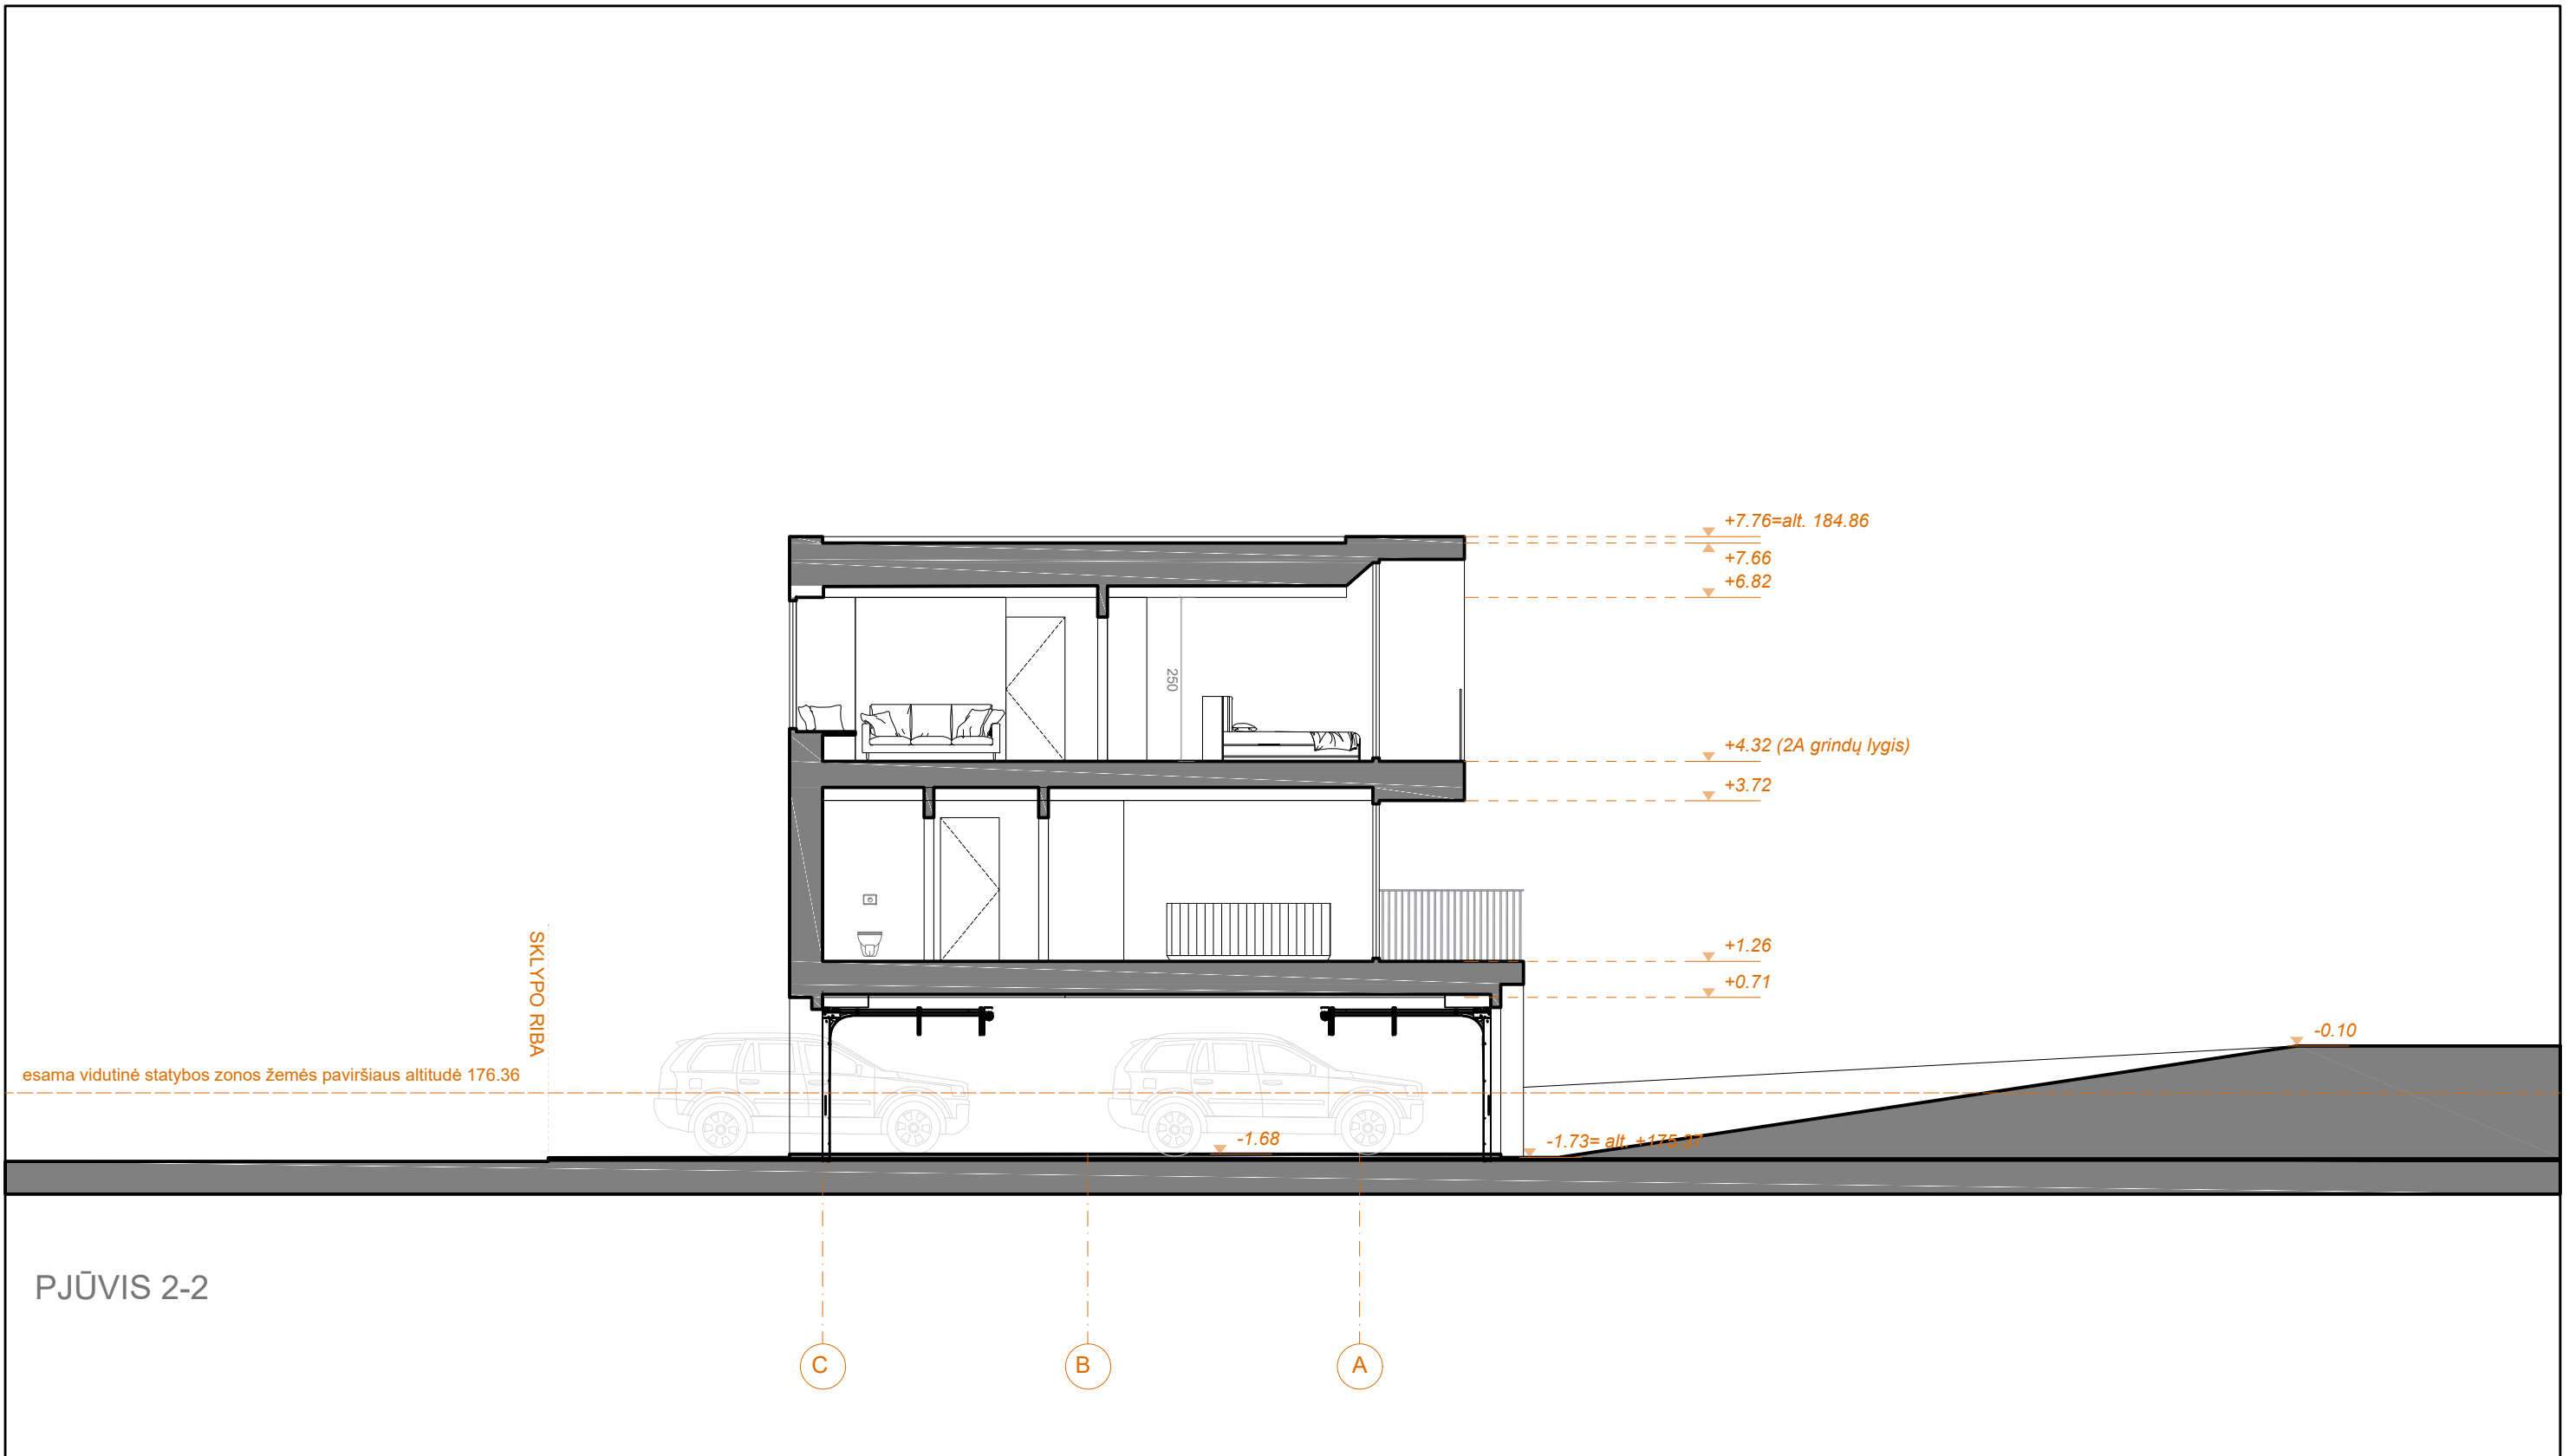 +7.76=alt. 184.86
+7.66
+6.82
250
+4.32 (2A grindų lygis)
+3.72
+1.26
+0.71
SKLYPO RIBA
-0.10
esama vidutinė statybos zonos žemės paviršiaus altitudė 176.36
-1.68
-1.73= alt. +175.37
PJŪVIS 2-2
C
B
A